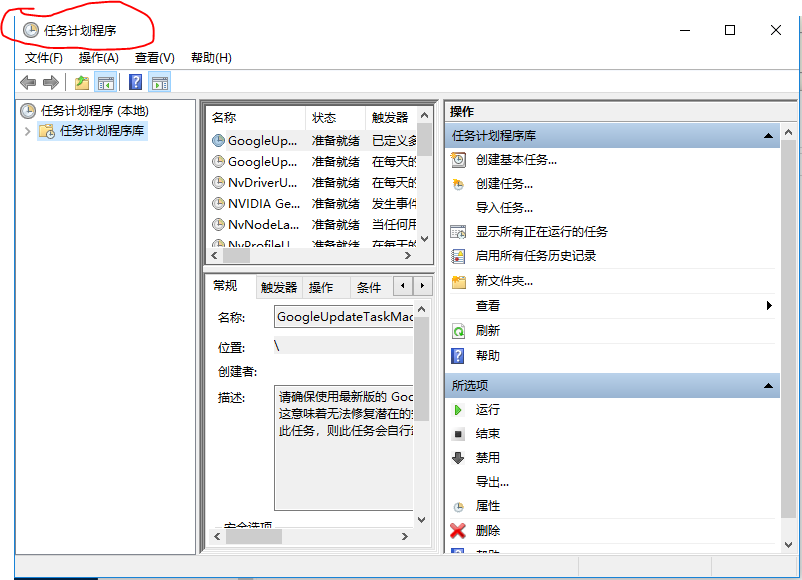 任务计划程序
文件(F) 操作(A) 查看(V) 帮助(H)
任务计划程序 (本地)
任务计划程序库
名称 状态 触发器
GoogleUp... 准备就绪 已定义多
GoogleUp... 准备就绪 在每天的
NvDriverU... 准备就绪 在每天的
NVIDIA Ge... 准备就绪 发生事件
NvNodeLa... 准备就绪 当任何用
NvProfileU... 准备就绪 在每天的
常规 触发器 操作 条件
名称: GoogleUpdateTaskMac
位置: \
创建者:
描述: 请确保使用最新版的 Goo
这意味着无法修复潜在的
此任务，则此任务会自行
安全选项
操作
任务计划程序库
创建基本任务...
创建任务...
导入任务...
显示所有正在运行的任务
启用所有任务历史记录
新文件夹...
查看
刷新
帮助
所选项
运行
结束
禁用
导出...
属性
删除
帮助